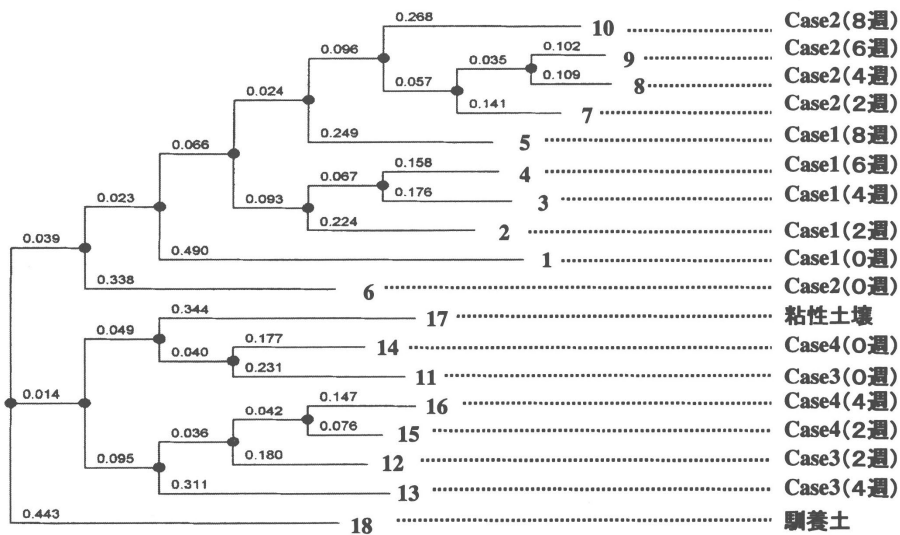 0.268 10 Case2(8週)
0.096 0.102 9 Case2(6週)
0.035
0.057 0.109 8 Case2(4週)
0.024 0.141 7 Case2(2週)
0.249 5 Case1(8週)
0.066 0.158 4 Case1(6週)
0.067
0.093 0.176 3 Case1(4週)
0.023 0.224 2 Case1(2週)
0.039 0.490 1 Case1(0週)
0.338 6 Case2(0週)
0.344 17 粘性土壌
0.049 0.177 14 Case4(0週)
0.040
0.014 0.231 11 Case3(0週)
0.147 16 Case4(4週)
0.042
0.036 0.076 15 Case4(2週)
0.095 0.180 12 Case3(2週)
0.311 13 Case3(4週)
0.443 18 馴養土